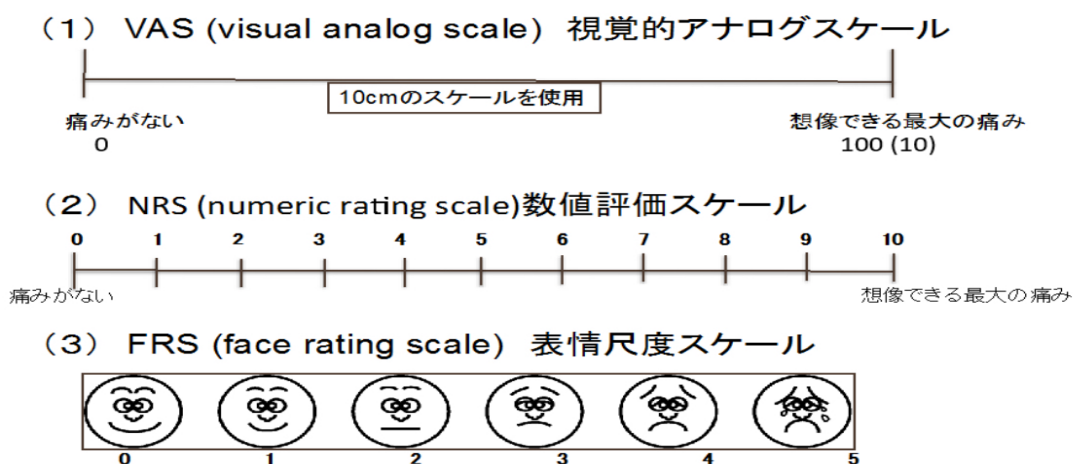 （１） VAS (visual analog scale) 視覚的アナログスケール
10cmのスケールを使用
痛みがない 想像できる最大の痛み
0 100 (10)
（２） NRS (numeric rating scale)数値評価スケール
0 1 2 3 4 5 6 7 8 9 10
痛みがない 想像できる最大の痛み
（３） FRS (face rating scale) 表情尺度スケール
0 1 2 3 4 5